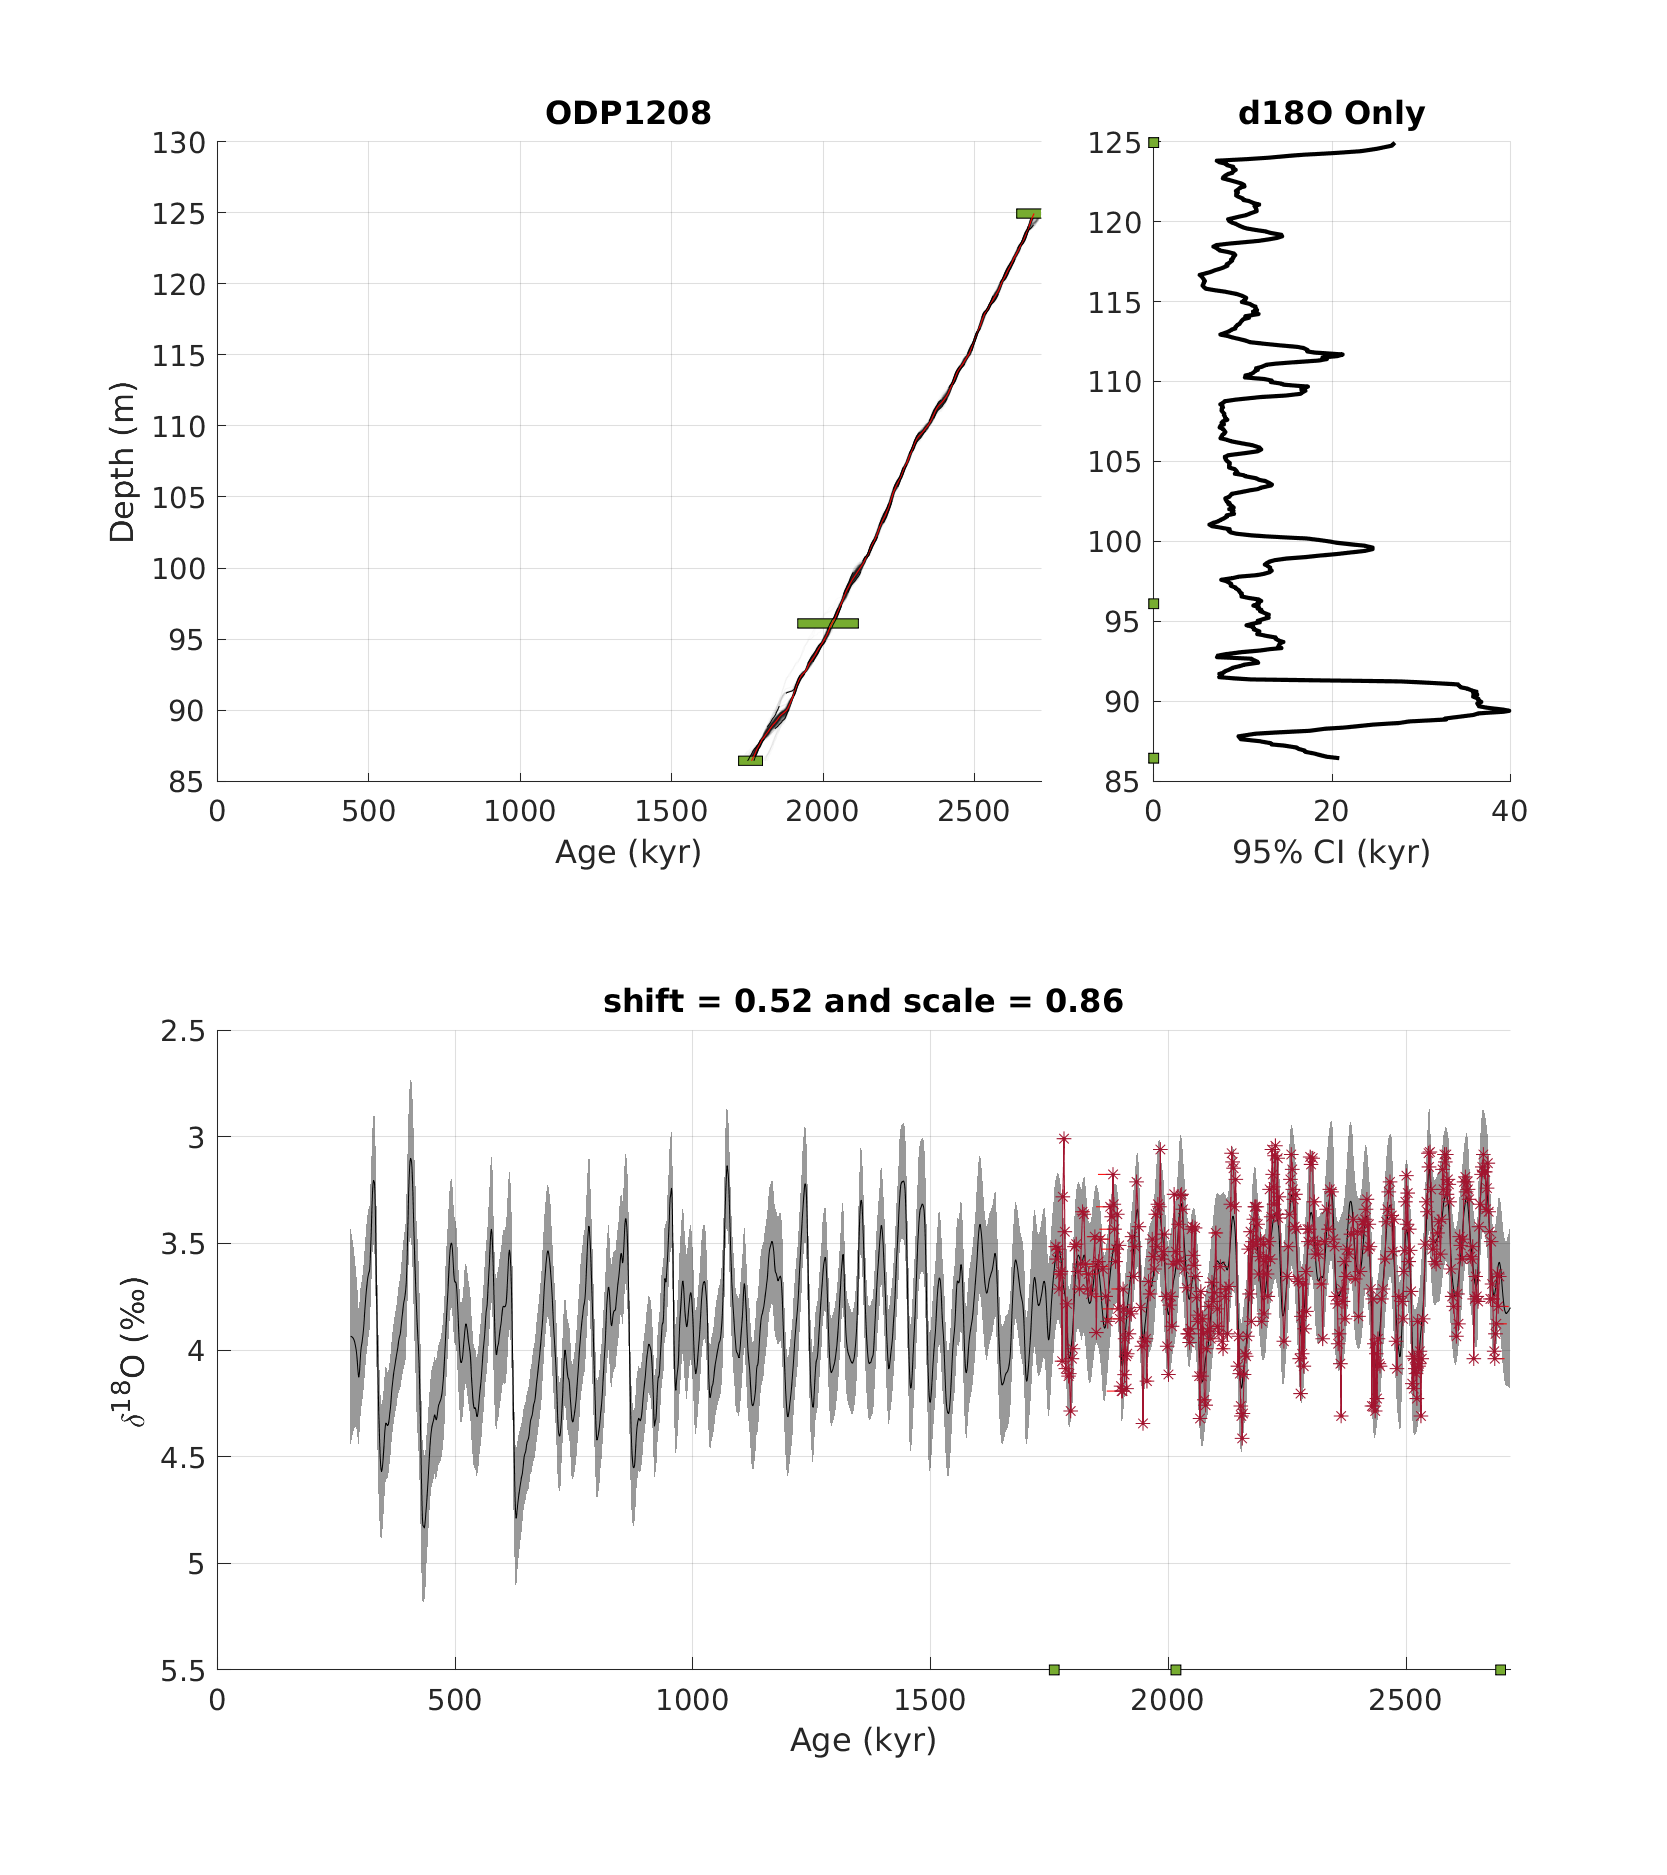 ODP1208
d18O Only
130
125
120
115
110
105
100
95
90
85
Depth (m)
0 500 1000 1500 2000 2500
Age (kyr)
125
120
115
110
105
100
95
90
85
0 20 40
95% CI (kyr)
shift = 0.52 and scale = 0.86
2.5
3
3.5
4
4.5
5
5.5
δ18O (‰)
0 500 1000 1500 2000 2500
Age (kyr)